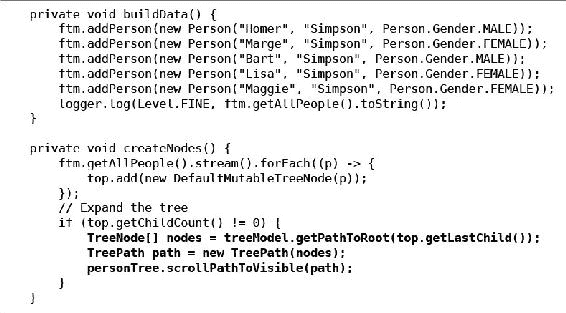 private void buildData() {
    ftm.addPerson(new Person("Homer", "Simpson", Person.Gender.MALE));
    ftm.addPerson(new Person("Marge", "Simpson", Person.Gender.FEMALE));
    ftm.addPerson(new Person("Bart", "Simpson", Person.Gender.MALE));
    ftm.addPerson(new Person("Lisa", "Simpson", Person.Gender.FEMALE));
    ftm.addPerson(new Person("Maggie", "Simpson", Person.Gender.FEMALE));
    logger.log(Level.FINE, ftm.getAllPeople().toString());
}

private void createNodes() {
    ftm.getAllPeople().stream().forEach((p) -> {
        top.add(new DefaultMutableTreeNode(p));
    });
    // Expand the tree
    if (top.getChildCount() != 0) {
        TreeNode[] nodes = treeModel.getPathToRoot(top.getLastChild());
        TreePath path = new TreePath(nodes);
        personTree.scrollPathToVisible(path);
    }
}